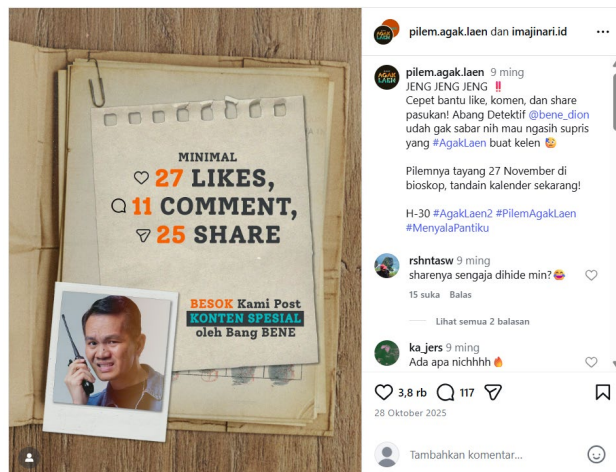 MINIMAL
27 LIKES,
11 COMMENT,
25 SHARE
BESOK Kami Post
KONTEN SPESIAL
oleh Bang BENE
pilem.agak.laen dan imajinari.id
pilem.agak.laen 9 ming
JENG JENG JENG ‼️
Cepet bantu like, komen, dan share
pasukan! Abang Detektif @bene_dion
udah gak sabar nih mau ngasih supris
yang #AgakLaen buat kelen 🥳
Pilemnya tayang 27 November di
bioskop, tandain kalender sekarang!
H-30 #AgakLaen2 #PilemAgakLaen
#MenyalaPantiku
rshntasw 9 ming
sharenya sengaja dihide min?😂
15 suka Balas
Lihat semua 2 balasan
ka_jers 9 ming
Ada apa nichhhh🔥
3,8 rb 117
28 Oktober 2025
Tambahkan komentar...